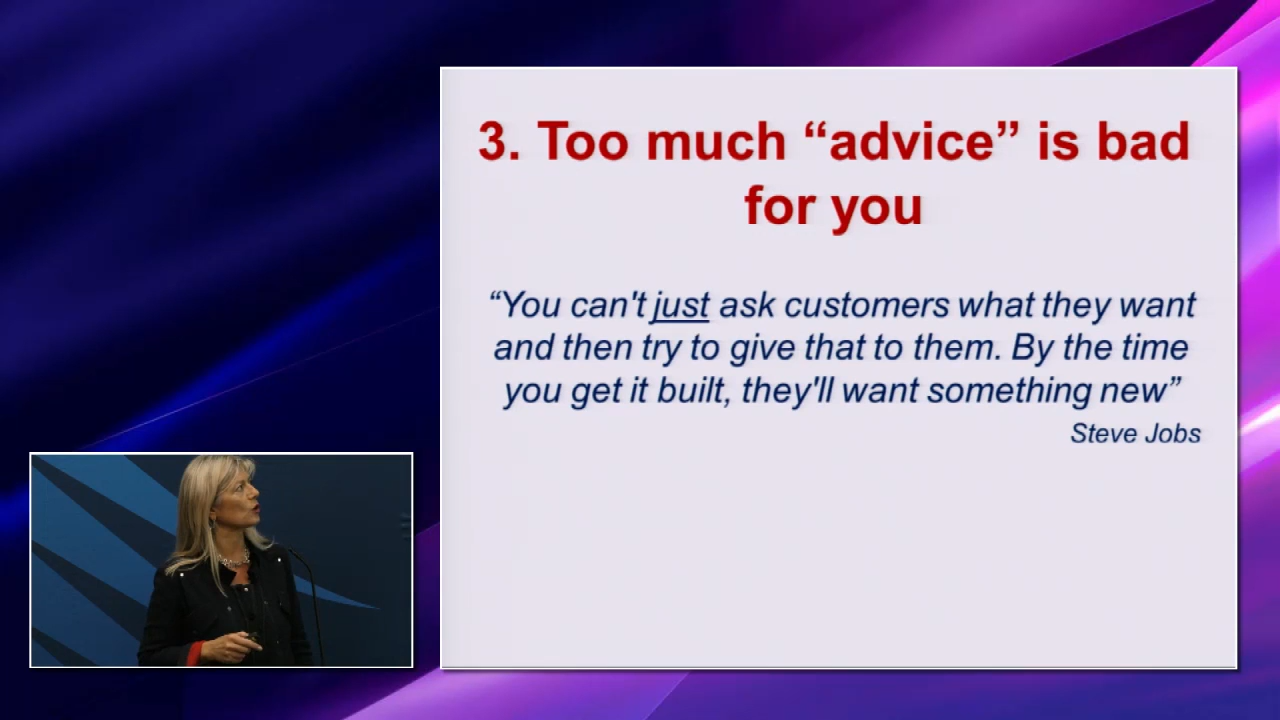 3. Too much “advice” is bad
for you
“You can't just ask customers what they want
and then try to give that to them. By the time
you get it built, they'll want something new”
Steve Jobs